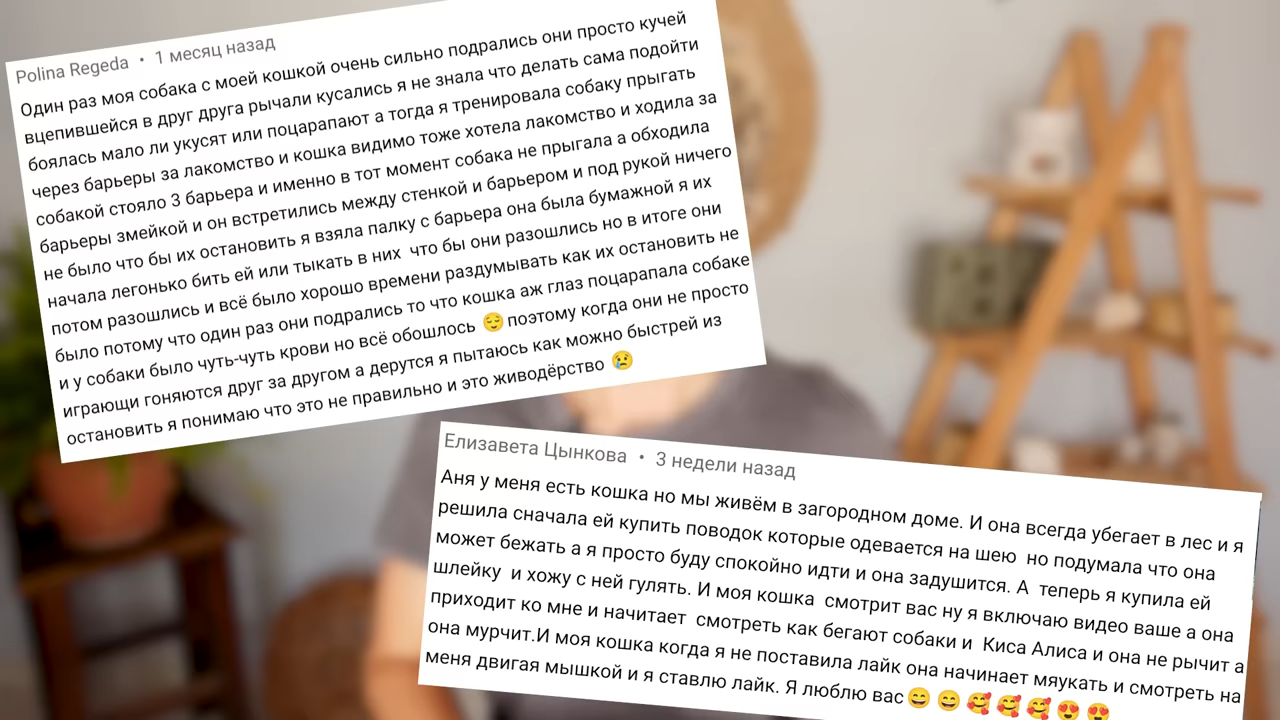 Polina Regeda • 1 месяц назад
Один раз моя собака с моей кошкой очень сильно подрались они просто кучей
вцепившейся в друг друга рычали кусались я не знала что делать сама подойти
боялась мало ли укусят или поцарапают а тогда я тренировала собаку прыгать
через барьеры за лакомство и кошка видимо тоже хотела лакомство и ходила за
собакой стояло 3 барьера и именно в тот момент собака не прыгала а обходила
барьеры змейкой и он встретились между стенкой и барьером и под рукой ничего
не было что бы их остановить я взяла палку с барьера она была бумажной я их
начала легонько бить ей или тыкать в них что бы они разошлись но в итоге они
потом разошлись и всё было хорошо времени раздумывать как их остановить не
было потому что один раз они подрались то что кошка аж глаз поцарапала собаке
и у собаки было чуть-чуть крови но всё обошлось 😌 поэтому когда они не просто
играющи гоняются друг за другом а дерутся я пытаюсь как можно быстрей из
остановить я понимаю что это не правильно и это живодёрство 😢
Елизавета Цынкова • 3 недели назад
Аня у меня есть кошка но мы живём в загородном доме. И она всегда убегает в лес и я
решила сначала ей купить поводок которые одевается на шею но подумала что она
может бежать а я просто буду спокойно идти и она задушится. А теперь я купила ей
шлейку и хожу с ней гулять. И моя кошка смотрит вас ну я включаю видео ваше а она
приходит ко мне и начитает смотреть как бегают собаки и Киса Алиса и она не рычит а
она мурчит.И моя кошка когда я не поставила лайк она начинает мяукать и смотреть на
меня двигая мышкой и я ставлю лайк. Я люблю вас😄 😄 🥰 🥰 🥰 😍 😍